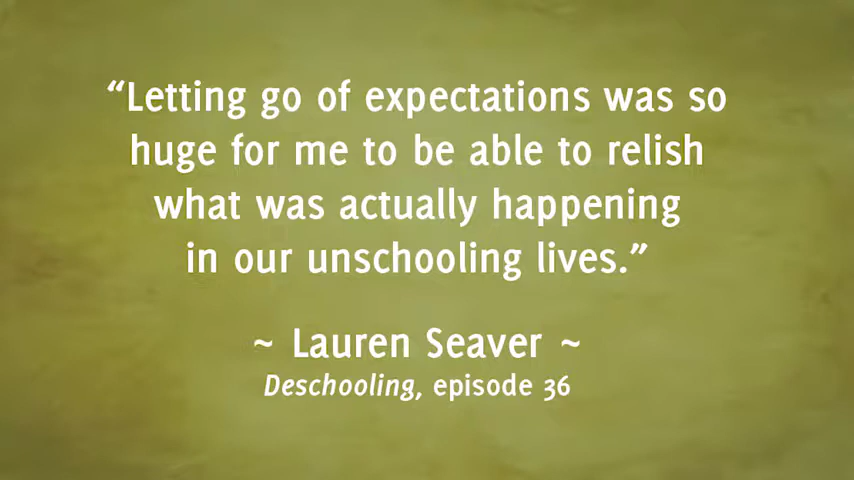 “Letting go of expectations was so
huge for me to be able to relish
what was actually happening
in our unschooling lives.”
~ Lauren Seaver ~
Deschooling, episode 36